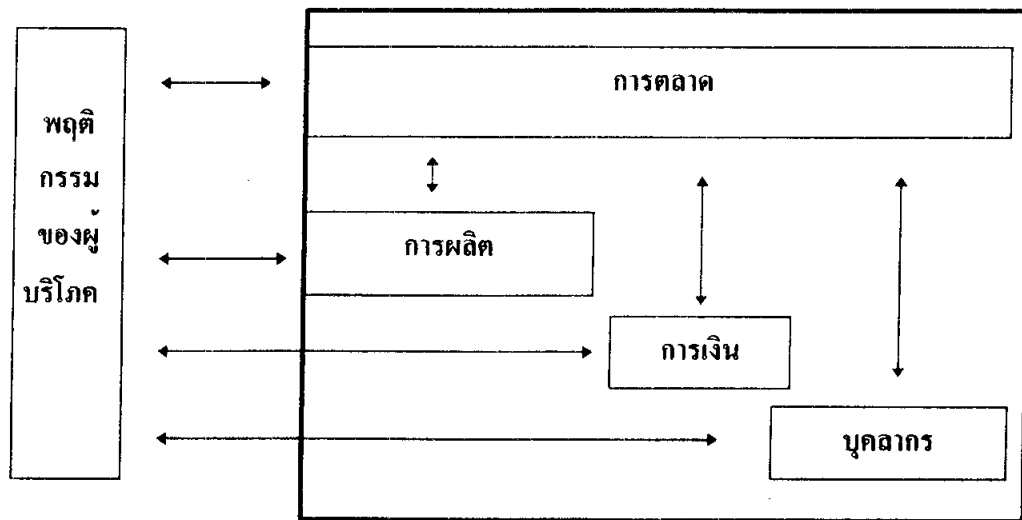 การตลาด
พฤติ
กรรม
ของผู้
บริโภค
การผลิต
การเงิน
บุคลากร